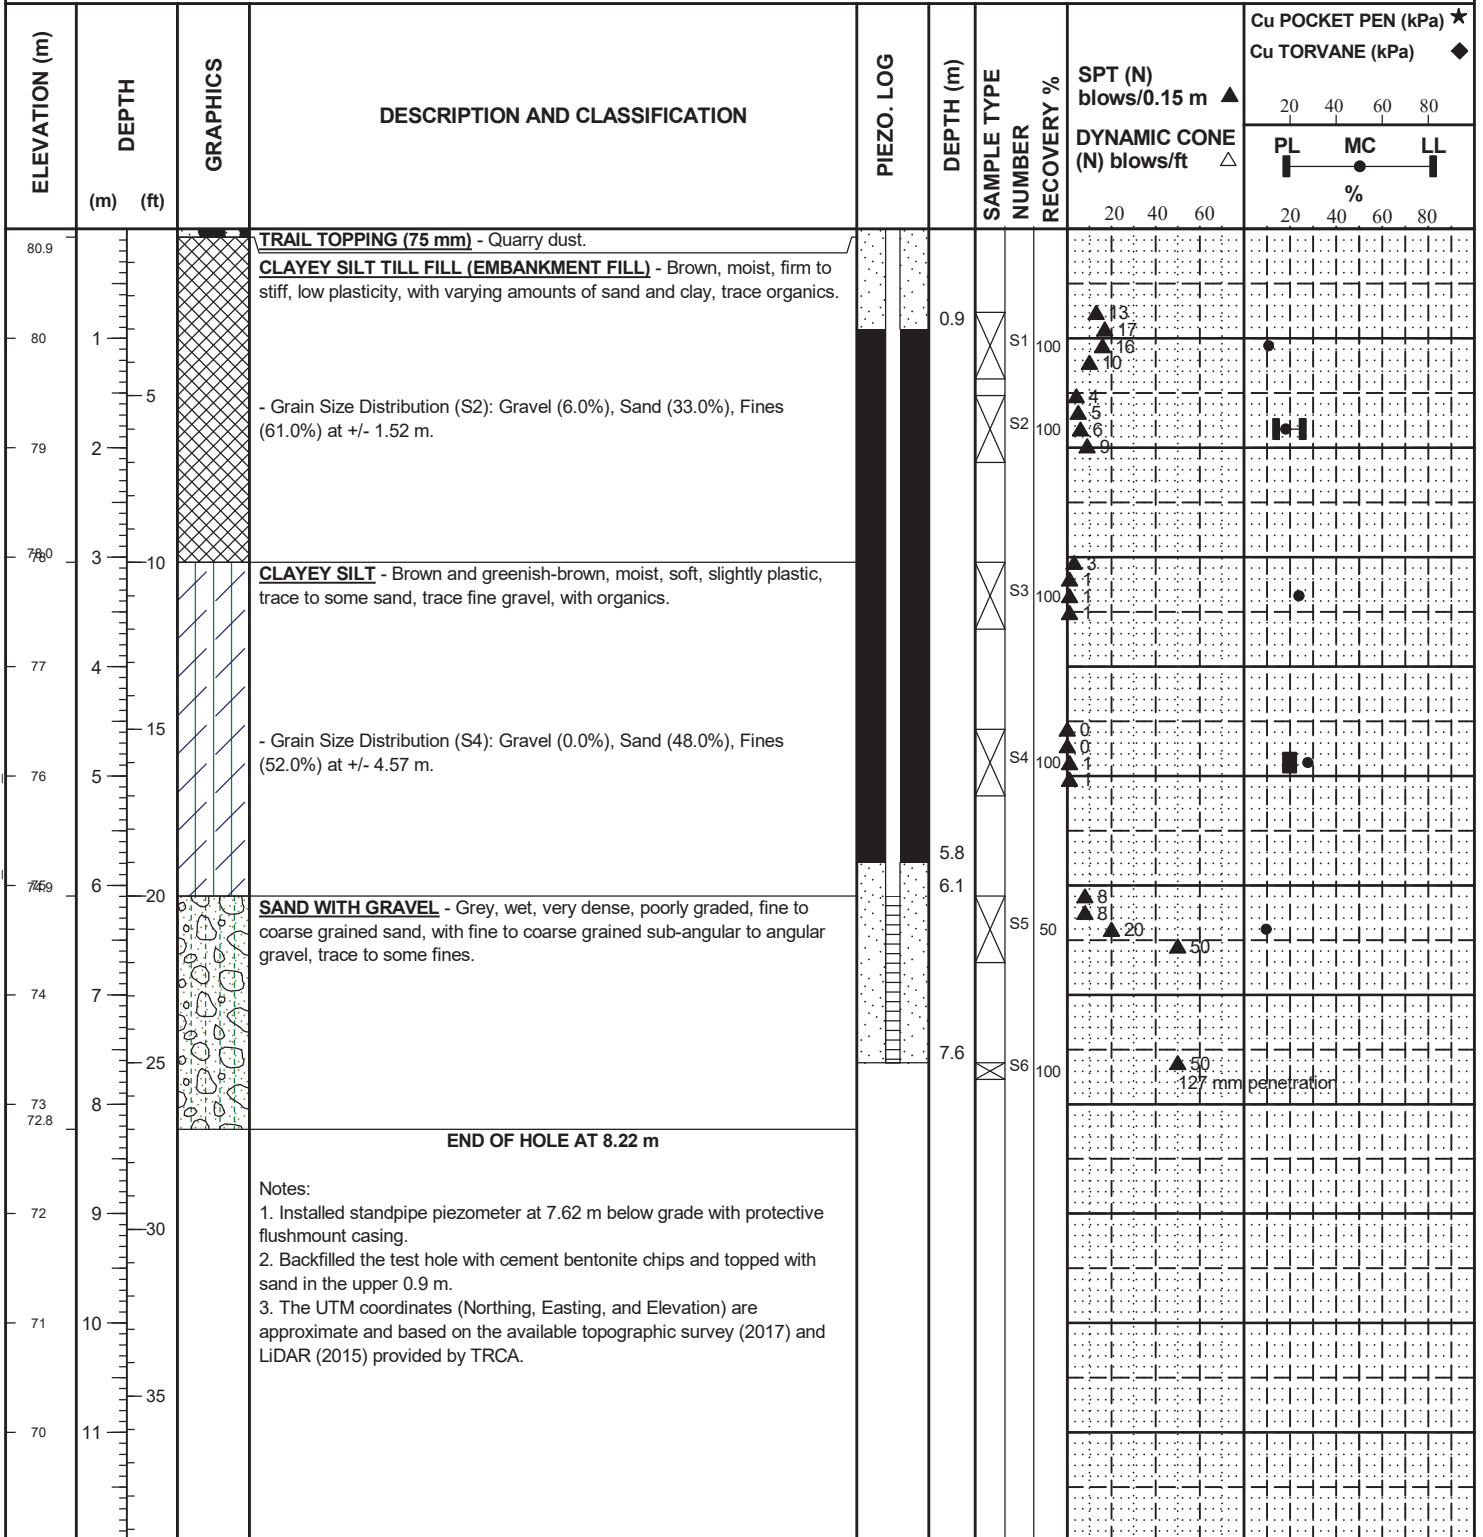 ELEVATION (m)
DEPTH
(m) (ft)
GRAPHICS
DESCRIPTION AND CLASSIFICATION
PIEZO. LOG
DEPTH (m)
SAMPLE TYPE
NUMBER
RECOVERY %
SPT (N)
blows/0.15 m ▲
DYNAMIC CONE
(N) blows/ft △
20 40 60
Cu POCKET PEN (kPa) ★
Cu TORVANE (kPa) ◆
20 40 60 80
PL MC LL
%
20 40 60 80
80.9
TRAIL TOPPING (75 mm) - Quarry dust.
CLAYEY SILT TILL FILL (EMBANKMENT FILL) - Brown, moist, firm to
stiff, low plasticity, with varying amounts of sand and clay, trace organics.
0.9
13
17
80 1 S1 100 16
10
5 4
- Grain Size Distribution (S2): Gravel (6.0%), Sand (33.0%), Fines
(61.0%) at +/- 1.52 m.
5
S2 100 6
79 2 9
78.0
78 3 10 3
CLAYEY SILT - Brown and greenish-brown, moist, soft, slightly plastic,
trace to some sand, trace fine gravel, with organics.
1
S3 100 1
1
77 4
15 0
- Grain Size Distribution (S4): Gravel (0.0%), Sand (48.0%), Fines
(52.0%) at +/- 4.57 m.
0
S4 100 1
76 5 1
5.8
75 6 6.1
74.9
20 8
SAND WITH GRAVEL - Grey, wet, very dense, poorly graded, fine to
coarse grained sand, with fine to coarse grained sub-angular to angular
gravel, trace to some fines.
8
S5 50 20
50
74 7
7.6
25 S6 100 50
127 mm penetration
73 8
72.8
END OF HOLE AT 8.22 m
Notes:
1. Installed standpipe piezometer at 7.62 m below grade with protective
flushmount casing.
2. Backfilled the test hole with cement bentonite chips and topped with
sand in the upper 0.9 m.
3. The UTM coordinates (Northing, Easting, and Elevation) are
approximate and based on the available topographic survey (2017) and
LiDAR (2015) provided by TRCA.
72 9
30
71 10
35
70 11